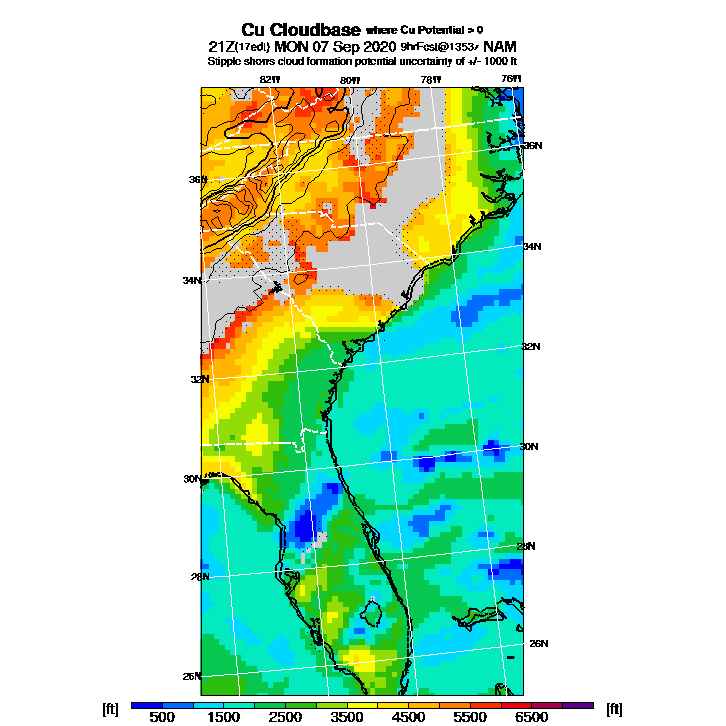 Cu Cloudbase where Cu Potential > 0
21Z(17edt) MON 07 Sep 2020 9hrFcst@1353z NAM
Stipple shows cloud formation potential uncertainty of +/- 1000 ft
82W 80W 78W 76W
36N
36N
34N
34N
32N
32N
30N
30N
28N
28N
26N
26N
[ft] 500 1500 2500 3500 4500 5500 6500 [ft]